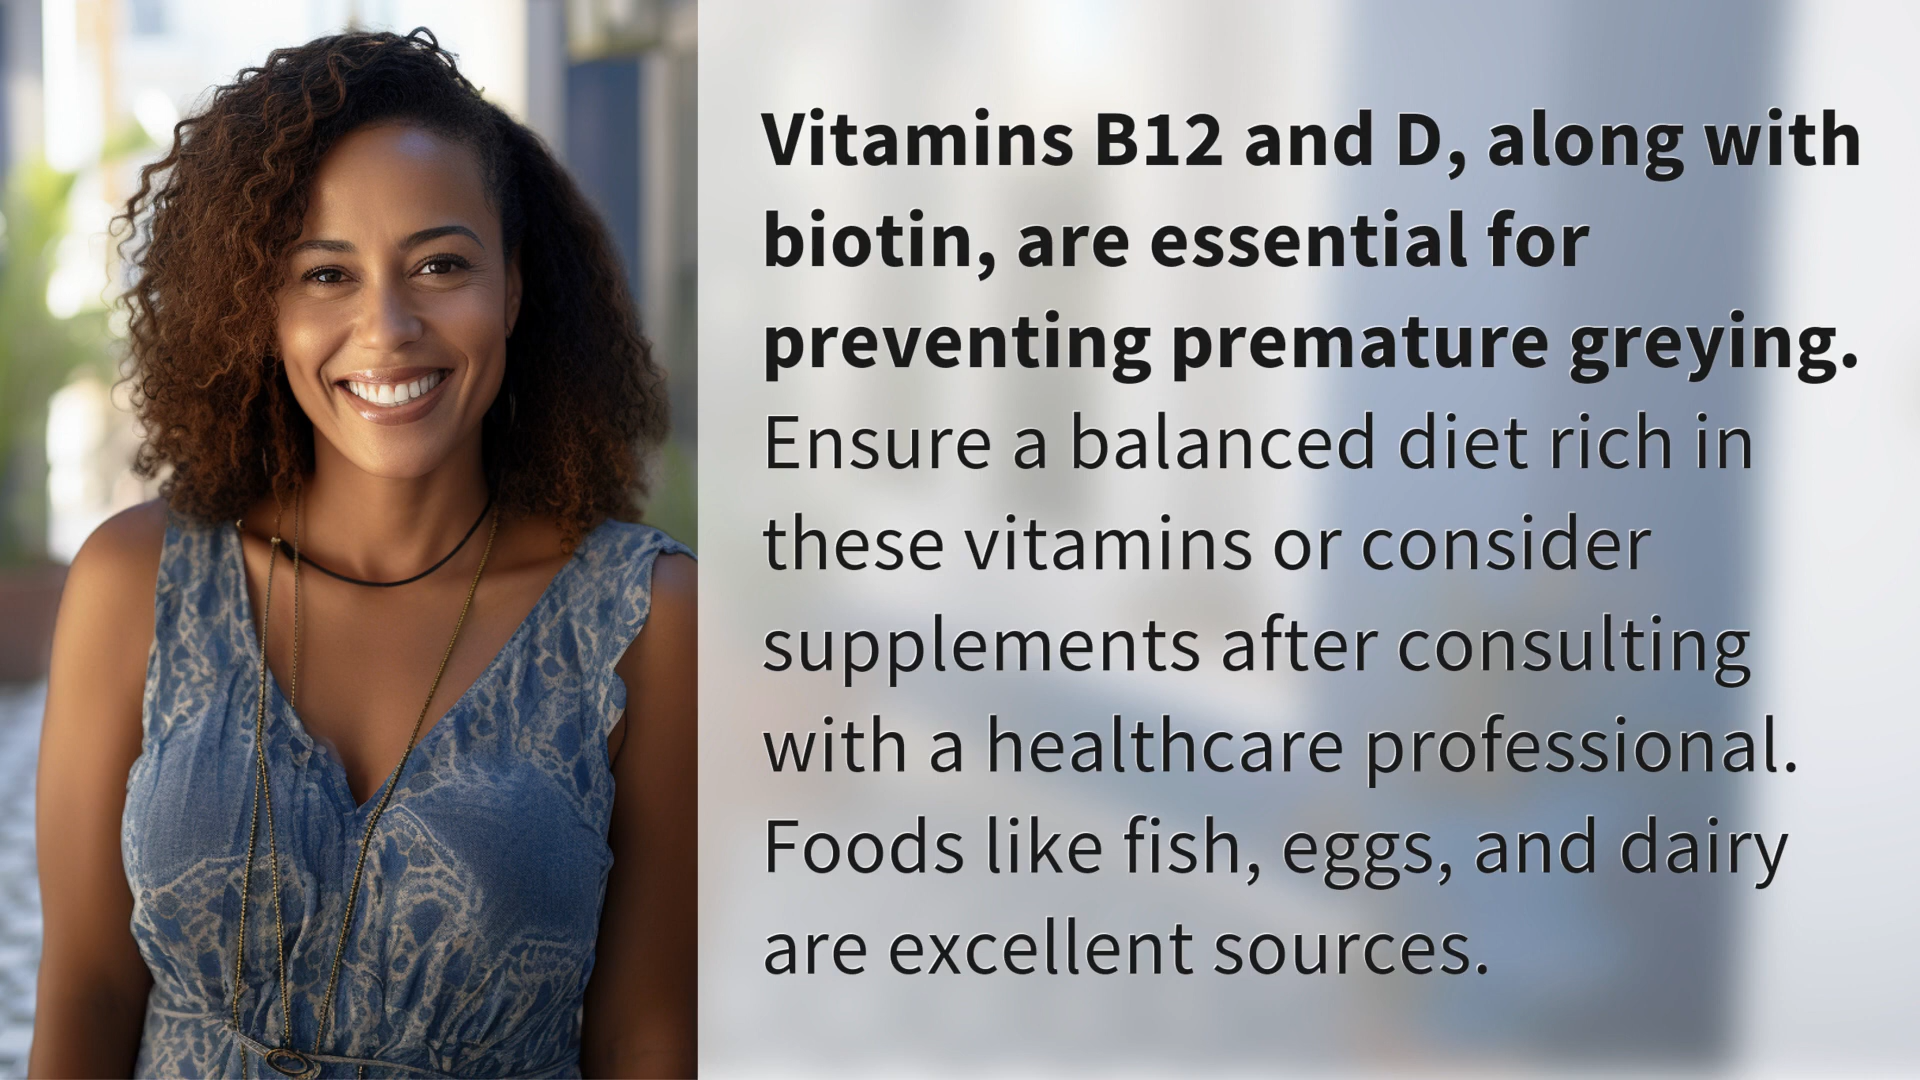 Vitamins B12 and D, along with
biotin, are essential for
preventing premature greying.
Ensure a balanced diet rich in
these vitamins or consider
supplements after consulting
with a healthcare professional.
Foods like fish, eggs, and dairy
are excellent sources.